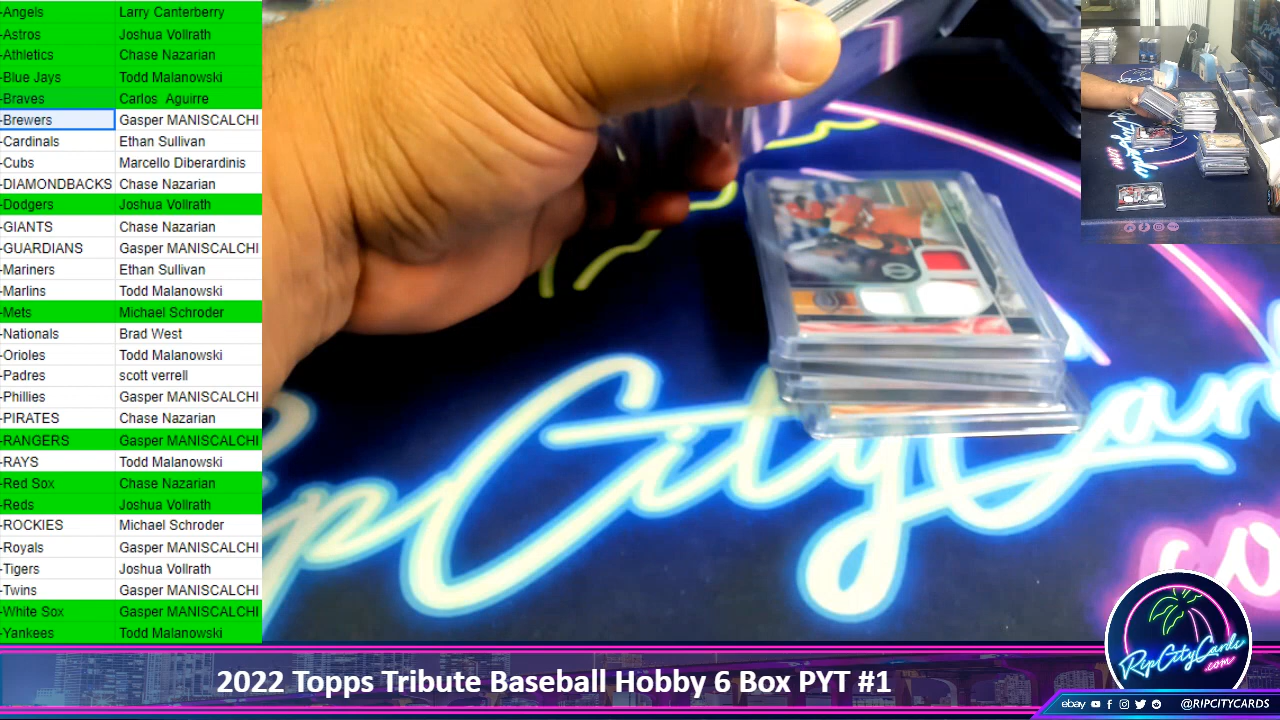 -Angels Larry Canterberry
-Astros Joshua Vollrath
-Athletics Chase Nazarian
-Blue Jays Todd Malanowski
-Braves Carlos Aguirre
-Brewers Gasper MANISCALCHI
-Cardinals Ethan Sullivan
-Cubs Marcello Diberardinis
-DIAMONDBACKS Chase Nazarian
-Dodgers Joshua Vollrath
-GIANTS Chase Nazarian
-GUARDIANS Gasper MANISCALCHI
-Mariners Ethan Sullivan
-Marlins Todd Malanowski
-Mets Michael Schroder
-Nationals Brad West
-Orioles Todd Malanowski
-Padres scott verrell
-Phillies Gasper MANISCALCHI
-PIRATES Chase Nazarian
-RANGERS Gasper MANISCALCHI
-RAYS Todd Malanowski
-Red Sox Chase Nazarian
-Reds Joshua Vollrath
-ROCKIES Michael Schroder
-Royals Gasper MANISCALCHI
-Tigers Joshua Vollrath
-Twins Gasper MANISCALCHI
-White Sox Gasper MANISCALCHI
-Yankees Todd Malanowski
ipCityCar
co
RipCityCards
.com
2022 Topps Tribute Baseball Hobby 6 Box PYT #1
ebay @RIPCITYCARDS